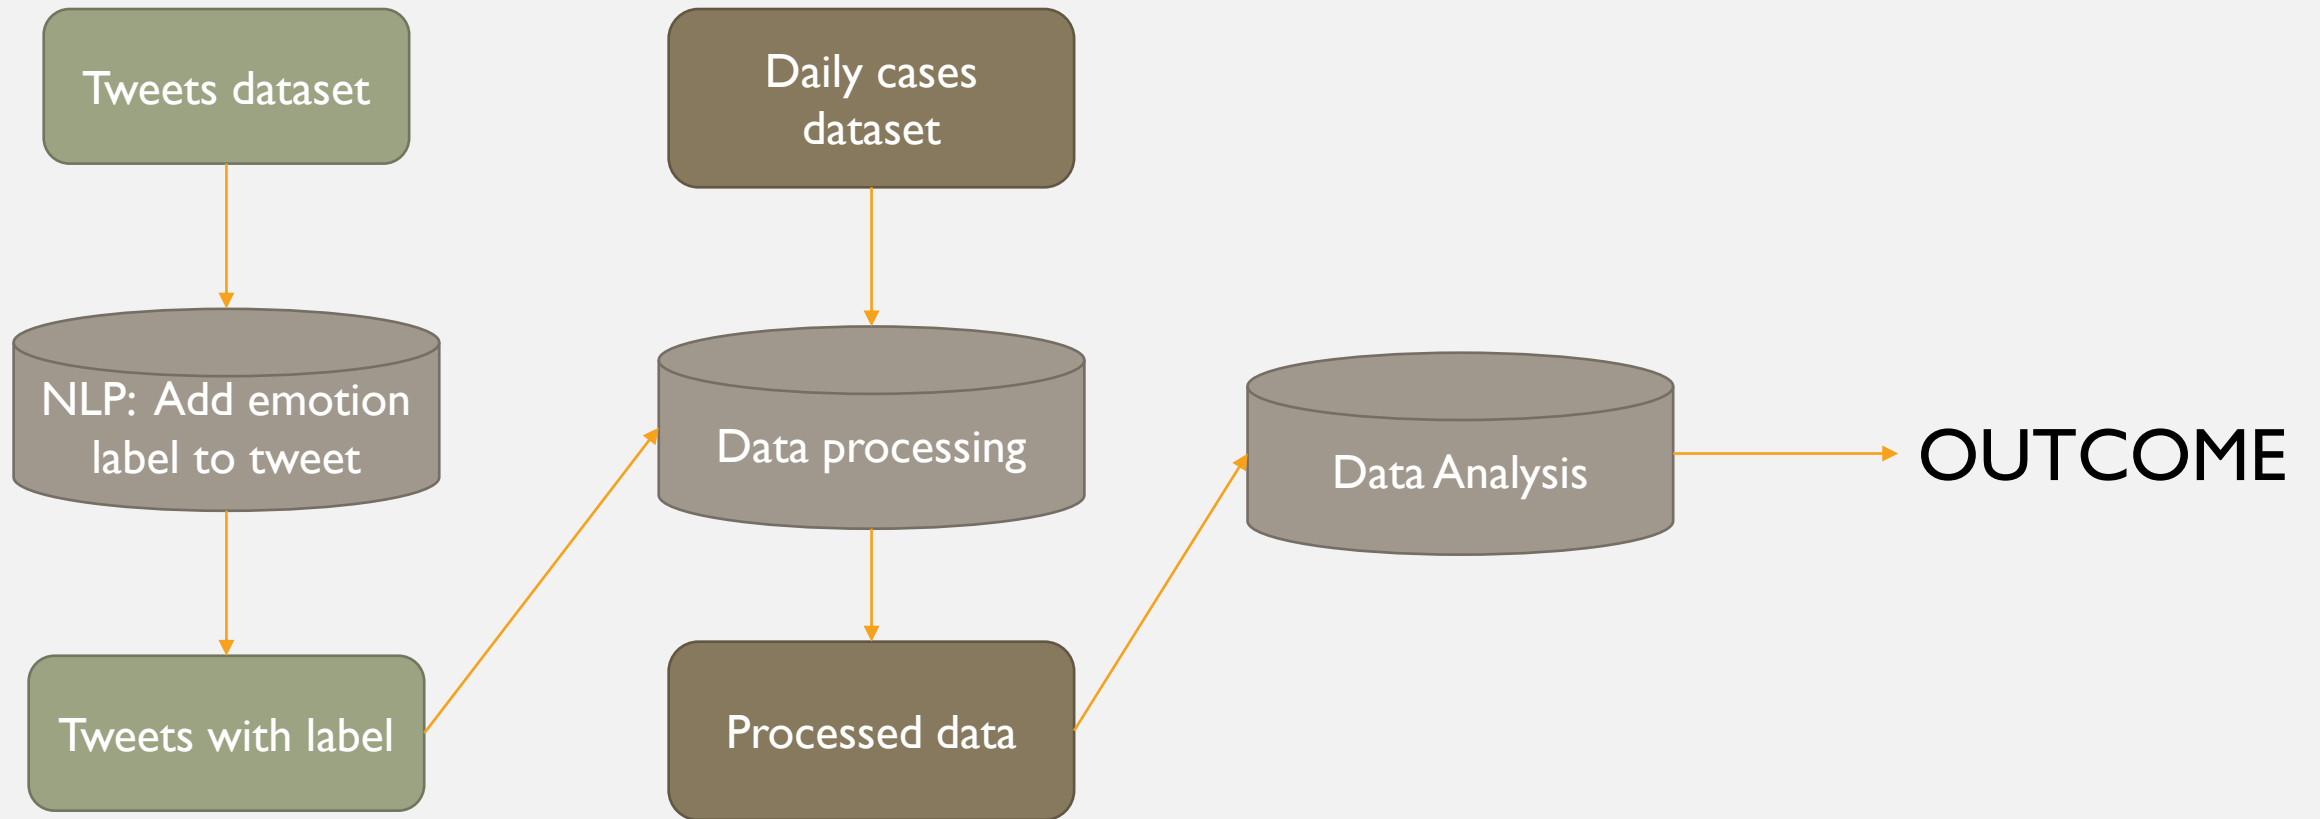 Tweets dataset
NLP: Add emotion
label to tweet
Tweets with label
Daily cases
dataset
Data processing
Processed data
Data Analysis
OUTCOME